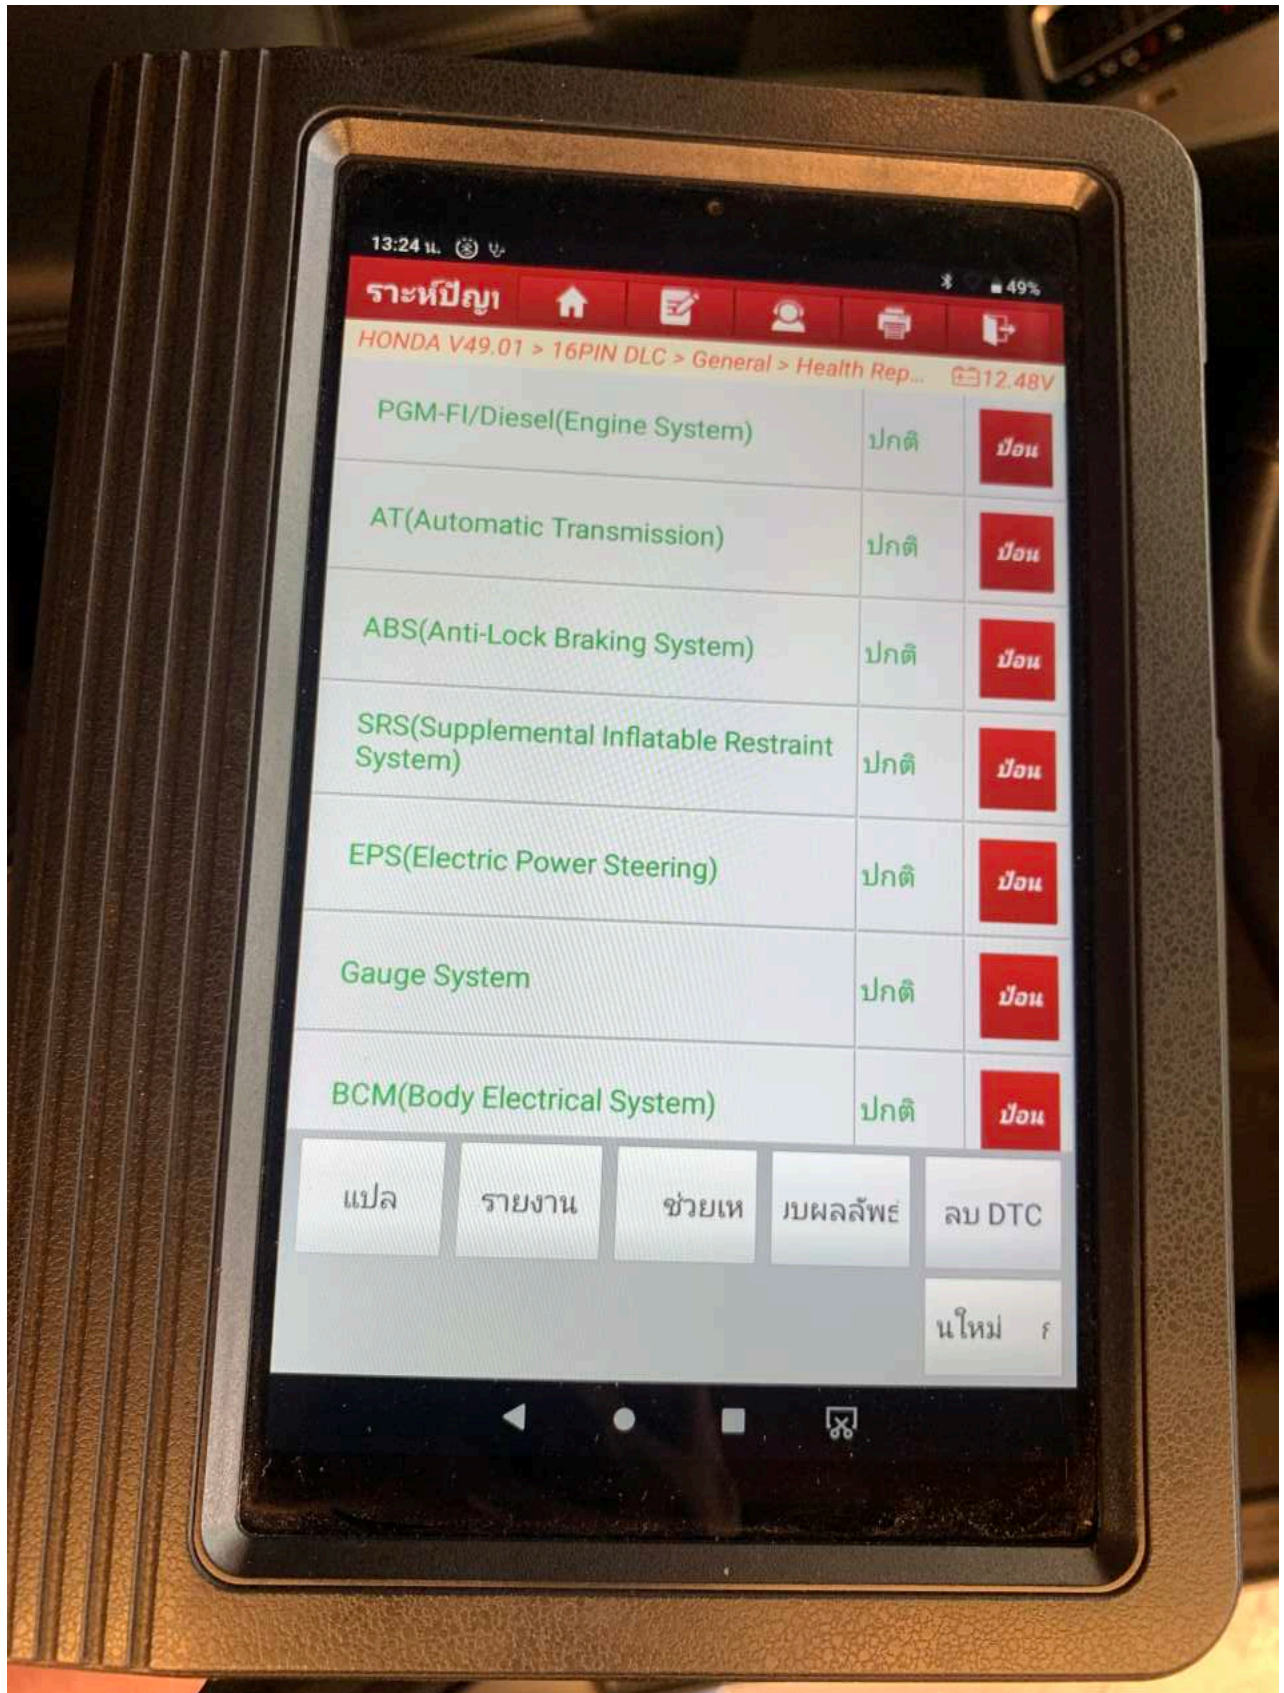 13:24 น.
49%
ราะห์ปัญา
HONDA V49.01 > 16PIN DLC > General > Health Rep... 12.48V
PGM-FI/Diesel(Engine System) ปกติ ป้อน
AT(Automatic Transmission) ปกติ ป้อน
ABS(Anti-Lock Braking System) ปกติ ป้อน
SRS(Supplemental Inflatable Restraint
System) ปกติ ป้อน
EPS(Electric Power Steering) ปกติ ป้อน
Gauge System ปกติ ป้อน
BCM(Body Electrical System) ปกติ ป้อน
แปล รายงาน ช่วยเห บผลลัพธ์ ลบ DTC
นใหม่